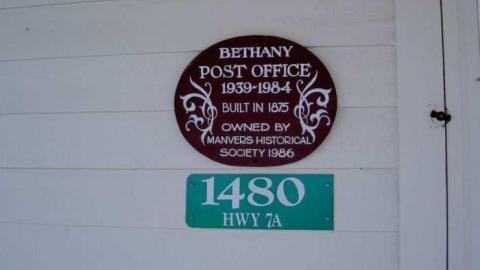 BETHANY
POST OFFICE
1939-1984
BUILT IN 1875
OWNED BY
MANVERS HISTORICAL
SOCIETY 1986
1480
HWY 7A